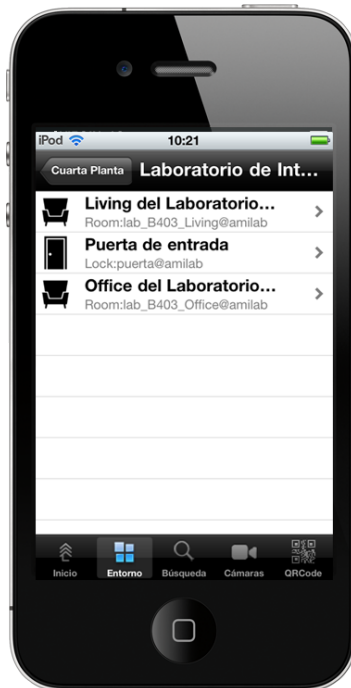 iPod 10:21
Cuarta Planta Laboratorio de Int...
Living del Laboratorio...
Room:lab_B403_Living@amilab
Puerta de entrada
Lock:puerta@amilab
Office del Laboratorio...
Room:lab_B403_Office@amilab
Inicio Entorno Búsqueda Cámaras QRCode